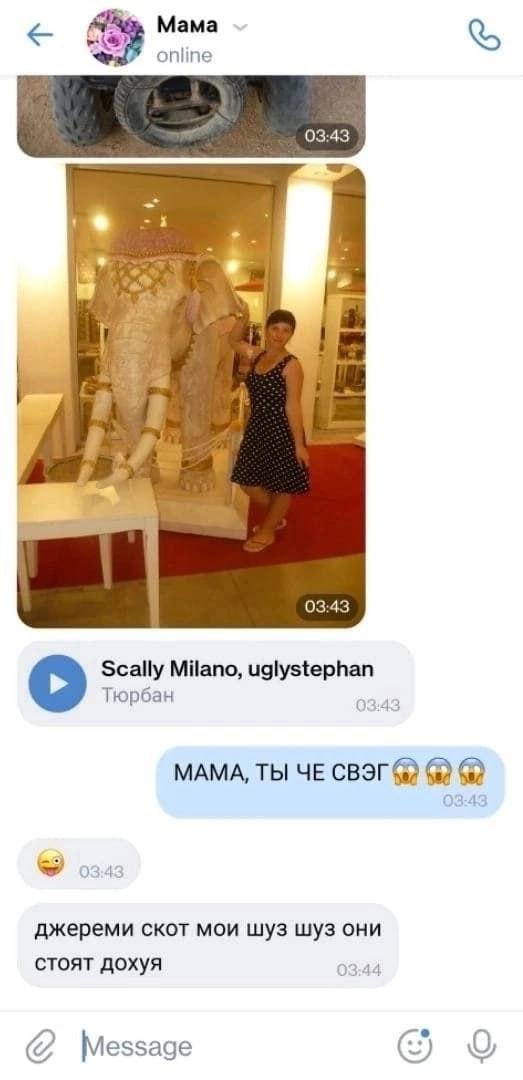 Мама
online
03:43
03:43
Scally Milano, uglystephan
Тюрбан
03:43
МАМА, ТЫ ЧЕ СВЭГ😱😱😱
03:43
😜 03:43
джереми скот мои шуз шуз они
стоят дохуя
03:44
Message